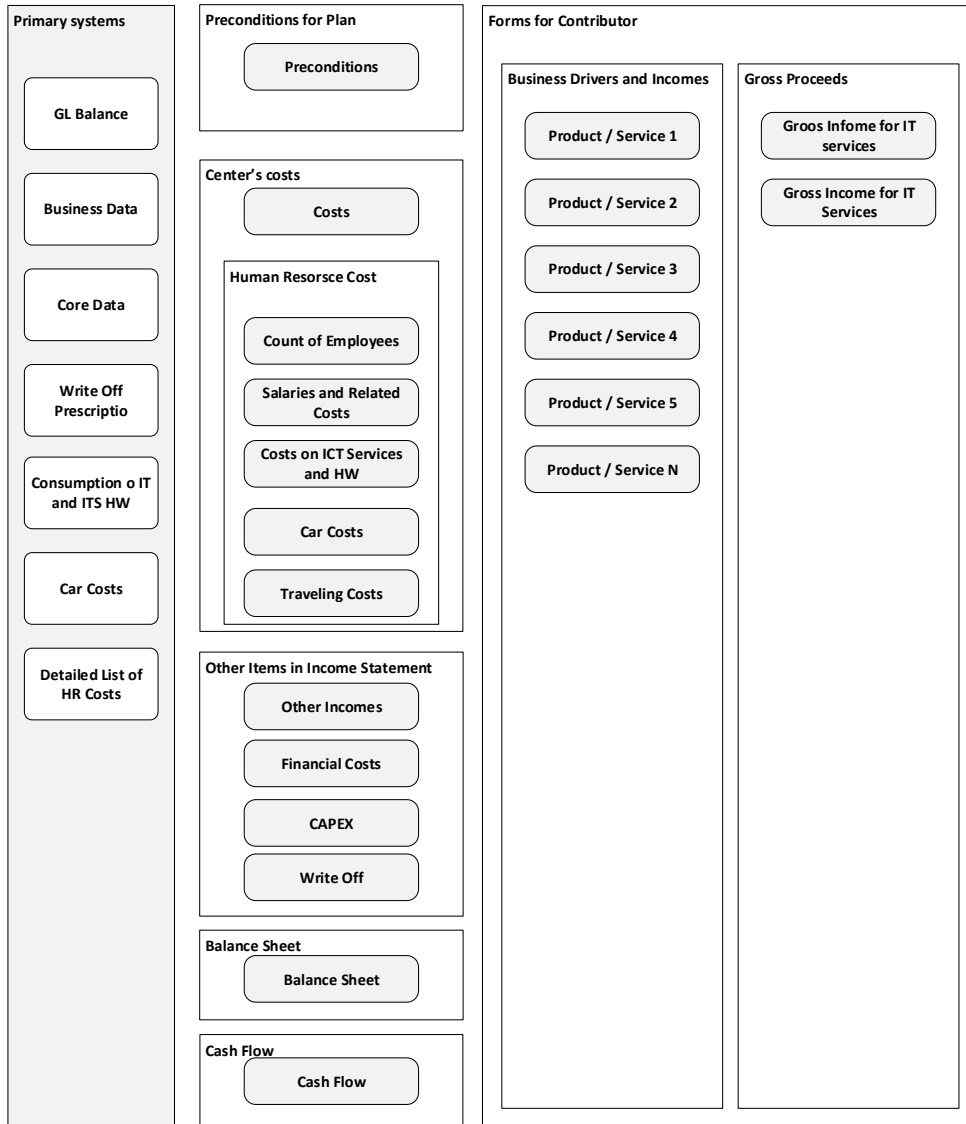 Primary systems
GL Balance
Business Data
Core Data
Write Off
Prescriptio
Consumption o IT
and ITS HW
Car Costs
Detailed List of
HR Costs
Preconditions for Plan
Preconditions
Center's costs
Costs
Human Resorsce Cost
Count of Employees
Salaries and Related
Costs
Costs on ICT Services
and HW
Car Costs
Traveling Costs
Other Items in Income Statement
Other Incomes
Financial Costs
CAPEX
Write Off
Balance Sheet
Balance Sheet
Cash Flow
Cash Flow
Forms for Contributor
Business Drivers and Incomes
Product / Service 1
Product / Service 2
Product / Service 3
Product / Service 4
Product / Service 5
Product / Service N
Gross Proceeds
Groos Infome for IT
services
Gross Income for IT
Services